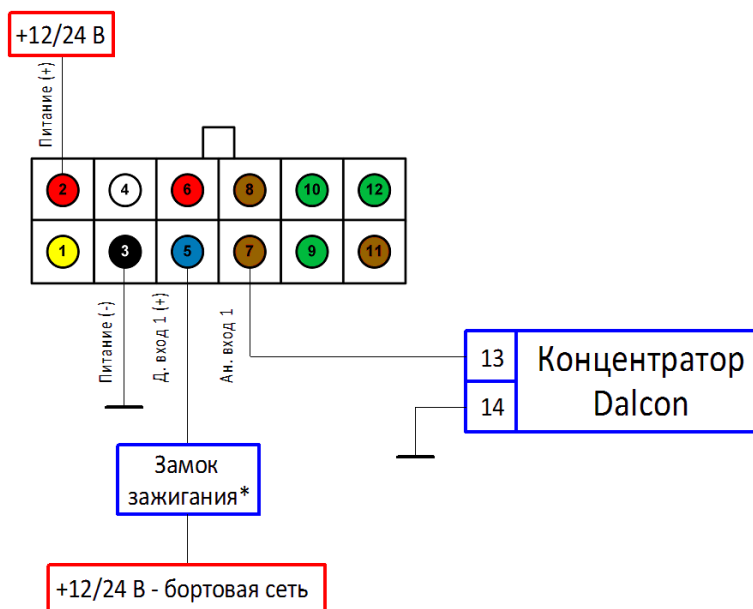 +12/24 В
Питание (+)
2 4 6 8 10 12
1 3 5 7 9 11
Питание (-)
Д. вход 1 (+)
Ан. вход 1
13
14
Концентратор
Dalcon
Замок
зажигания*
+12/24 В - бортовая сеть